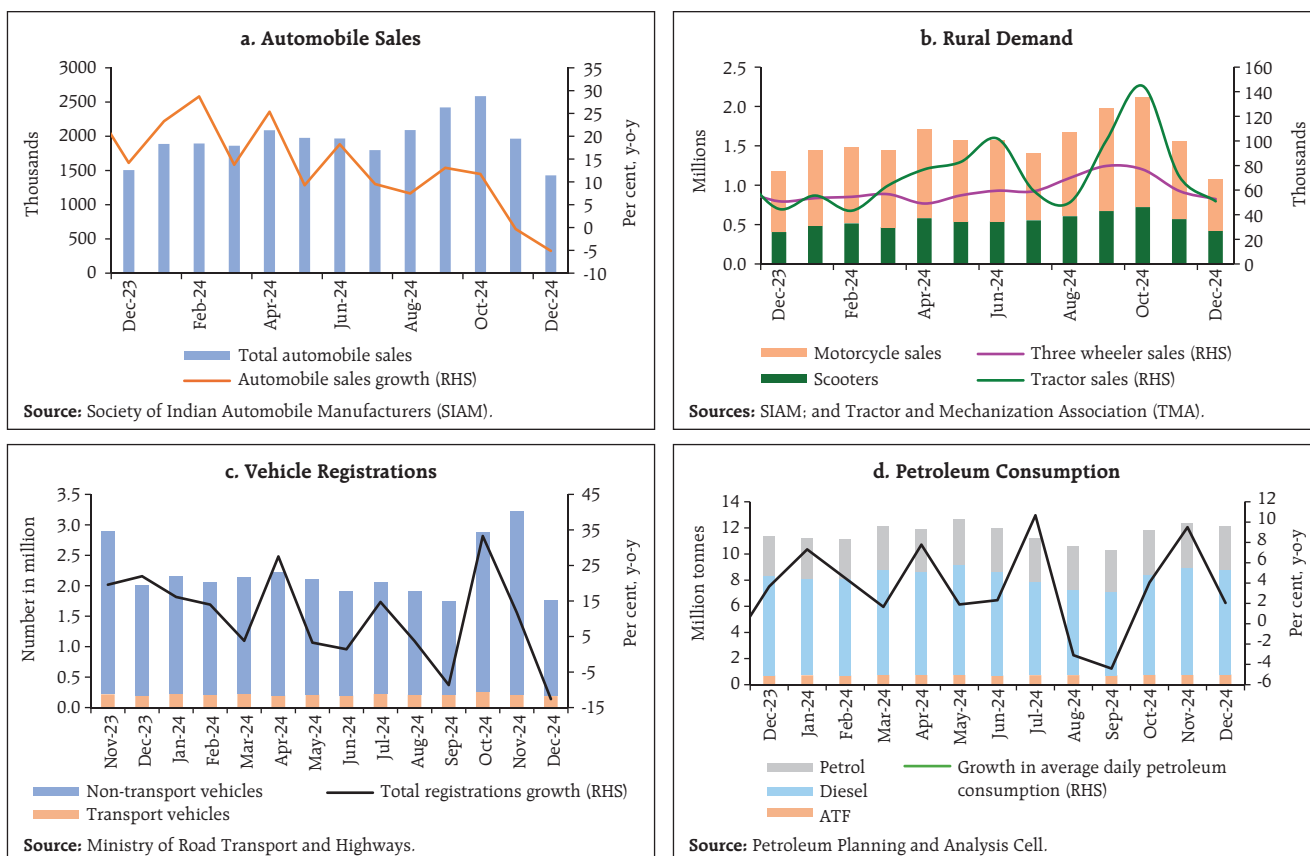 a. Automobile Sales
3000
2500
2000
1500
1000
500
0
Thousands
35
30
25
20
15
10
5
0
-5
-10
Per cent, y-o-y
Dec-23
Feb-24
Apr-24
Jun-24
Aug-24
Oct-24
Dec-24
Total automobile sales
Automobile sales growth (RHS)
Source: Society of Indian Automobile Manufacturers (SIAM).
b. Rural Demand
2.5
2.0
1.5
1.0
0.5
0.0
Millions
160
140
120
100
80
60
40
20
0
Thousands
Dec-23
Feb-24
Apr-24
Jun-24
Aug-24
Oct-24
Dec-24
Motorcycle sales
Three wheeler sales (RHS)
Scooters
Tractor sales (RHS)
Sources: SIAM; and Tractor and Mechanization Association (TMA).
c. Vehicle Registrations
3.5
3.0
2.5
2.0
1.5
1.0
0.5
0.0
Number in million
45
35
25
15
5
-5
-15
Per cent, y-o-y
Nov-23
Dec-23
Jan-24
Feb-24
Mar-24
Apr-24
May-24
Jun-24
Jul-24
Aug-24
Sep-24
Oct-24
Nov-24
Dec-24
Non-transport vehicles
Total registrations growth (RHS)
Transport vehicles
Source: Ministry of Road Transport and Highways.
d. Petroleum Consumption
14
12
10
8
6
4
2
0
Million tonnes
12
10
8
6
4
2
0
-2
-4
-6
Per cent, y-o-y
Dec-23
Jan-24
Feb-24
Mar-24
Apr-24
May-24
Jun-24
Jul-24
Aug-24
Sep-24
Oct-24
Nov-24
Dec-24
Petrol
Growth in average daily petroleum
Diesel
consumption (RHS)
ATF
Source: Petroleum Planning and Analysis Cell.